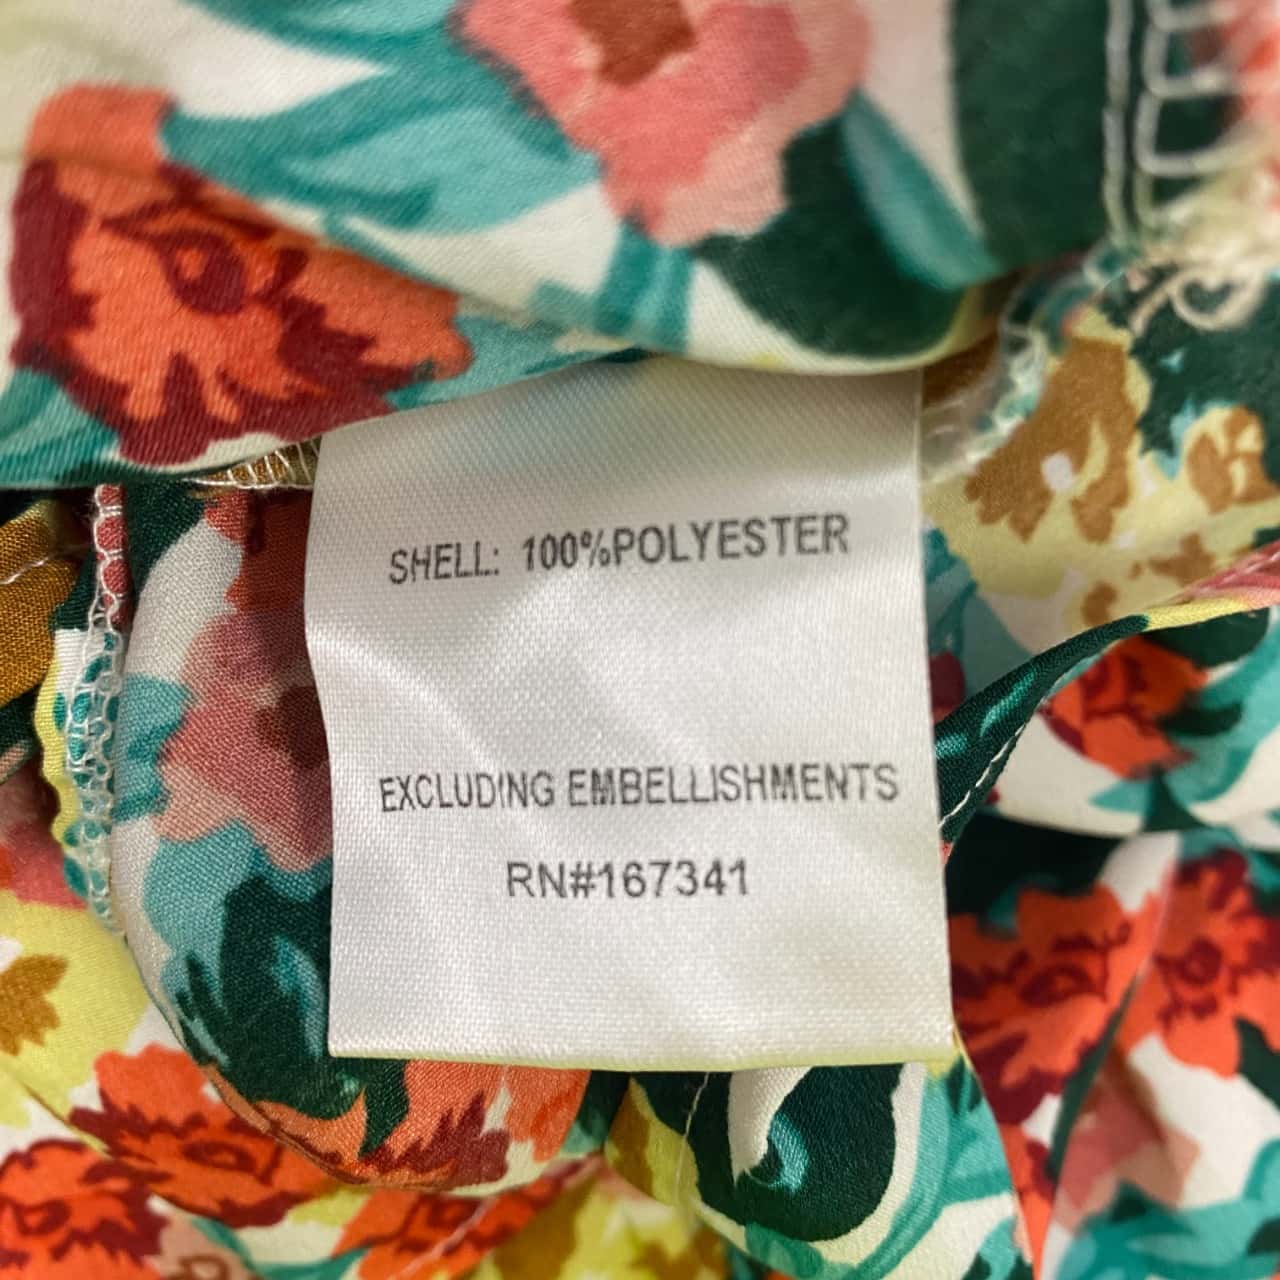 SHELL: 100%POLYESTER
EXCLUDING EMBELLISHMENTS
RN#167341